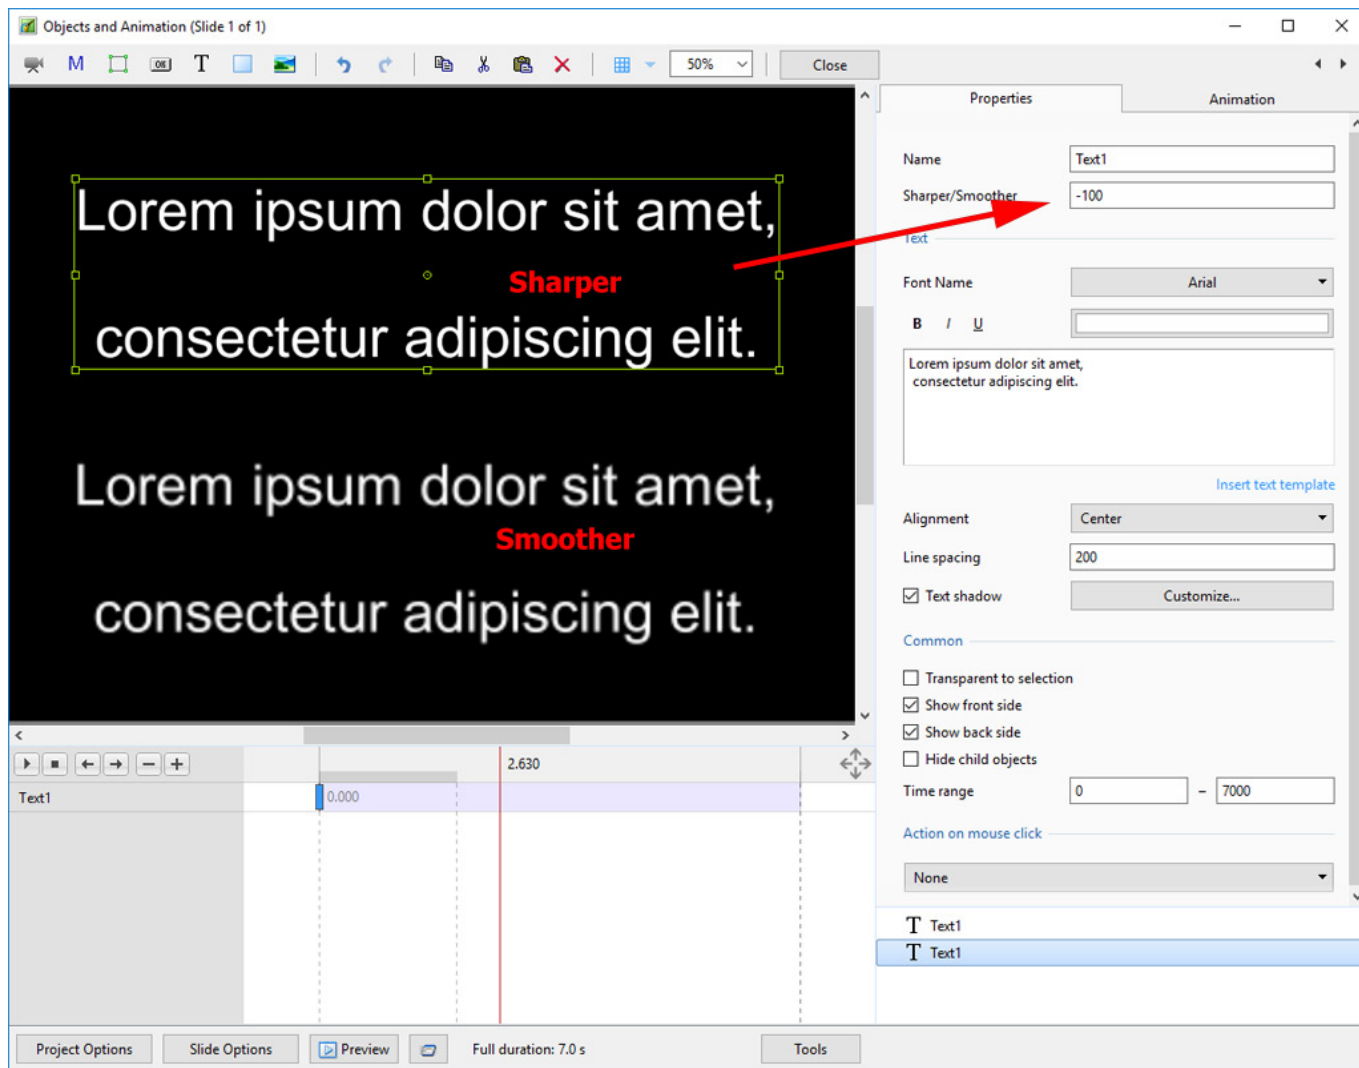 Objects and Animation (Slide 1 of 1)
M OK T 50% Close
Properties Animation
Name Text1
Sharper/Smoother -100
Text
Font Name Arial
B I U
Lorem ipsum dolor sit amet,
consectetur adipiscing elit.
Insert text template
Alignment Center
Line spacing 200
Text shadow Customize...
Common
Transparent to selection
Show front side
Show back side
Hide child objects
Time range 0 – 7000
Action on mouse click
None
T Text1
T Text1
Lorem ipsum dolor sit amet,
Sharper
consectetur adipiscing elit.
Lorem ipsum dolor sit amet,
Smoother
consectetur adipiscing elit.
2.630
Text1 0.000
Project Options Slide Options Preview Full duration: 7.0 s Tools